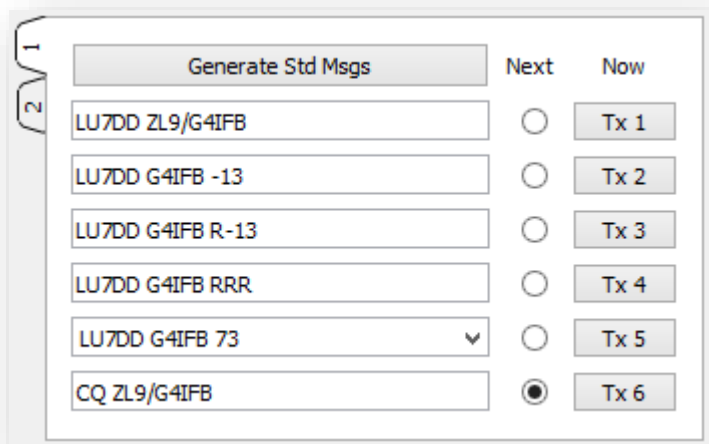 1
2
Generate Std Msgs Next Now
LU7DD ZL9/G4IFB Tx 1
LU7DD G4IFB -13 Tx 2
LU7DD G4IFB R-13 Tx 3
LU7DD G4IFB RRR Tx 4
LU7DD G4IFB 73 Tx 5
CQ ZL9/G4IFB Tx 6